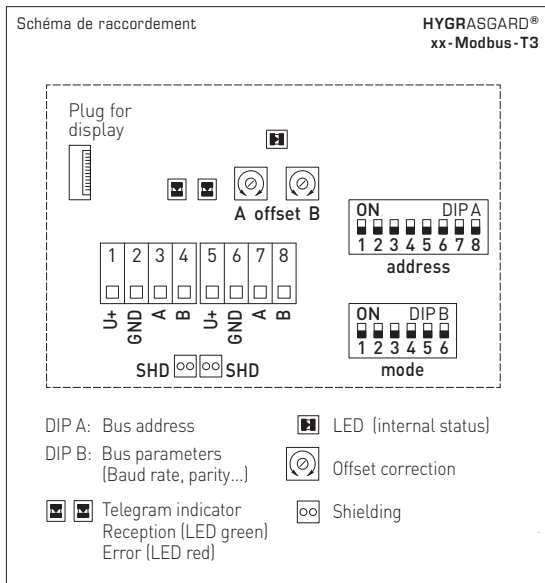 Schéma de raccordement
HYGRASGARD®
xx-Modbus-T3
Plug for
display
A offset B
ON DIP A
1 2 3 4 5 6 7 8
address
1 2 3 4 5 6 7 8
U+ GND A B U+ GND A B
ON DIP B
1 2 3 4 5 6
mode
SHD SHD
DIP A: Bus address
DIP B: Bus parameters
(Baud rate, parity...)
Telegram indicator
Reception (LED green)
Error (LED red)
LED (internal status)
Offset correction
Shielding